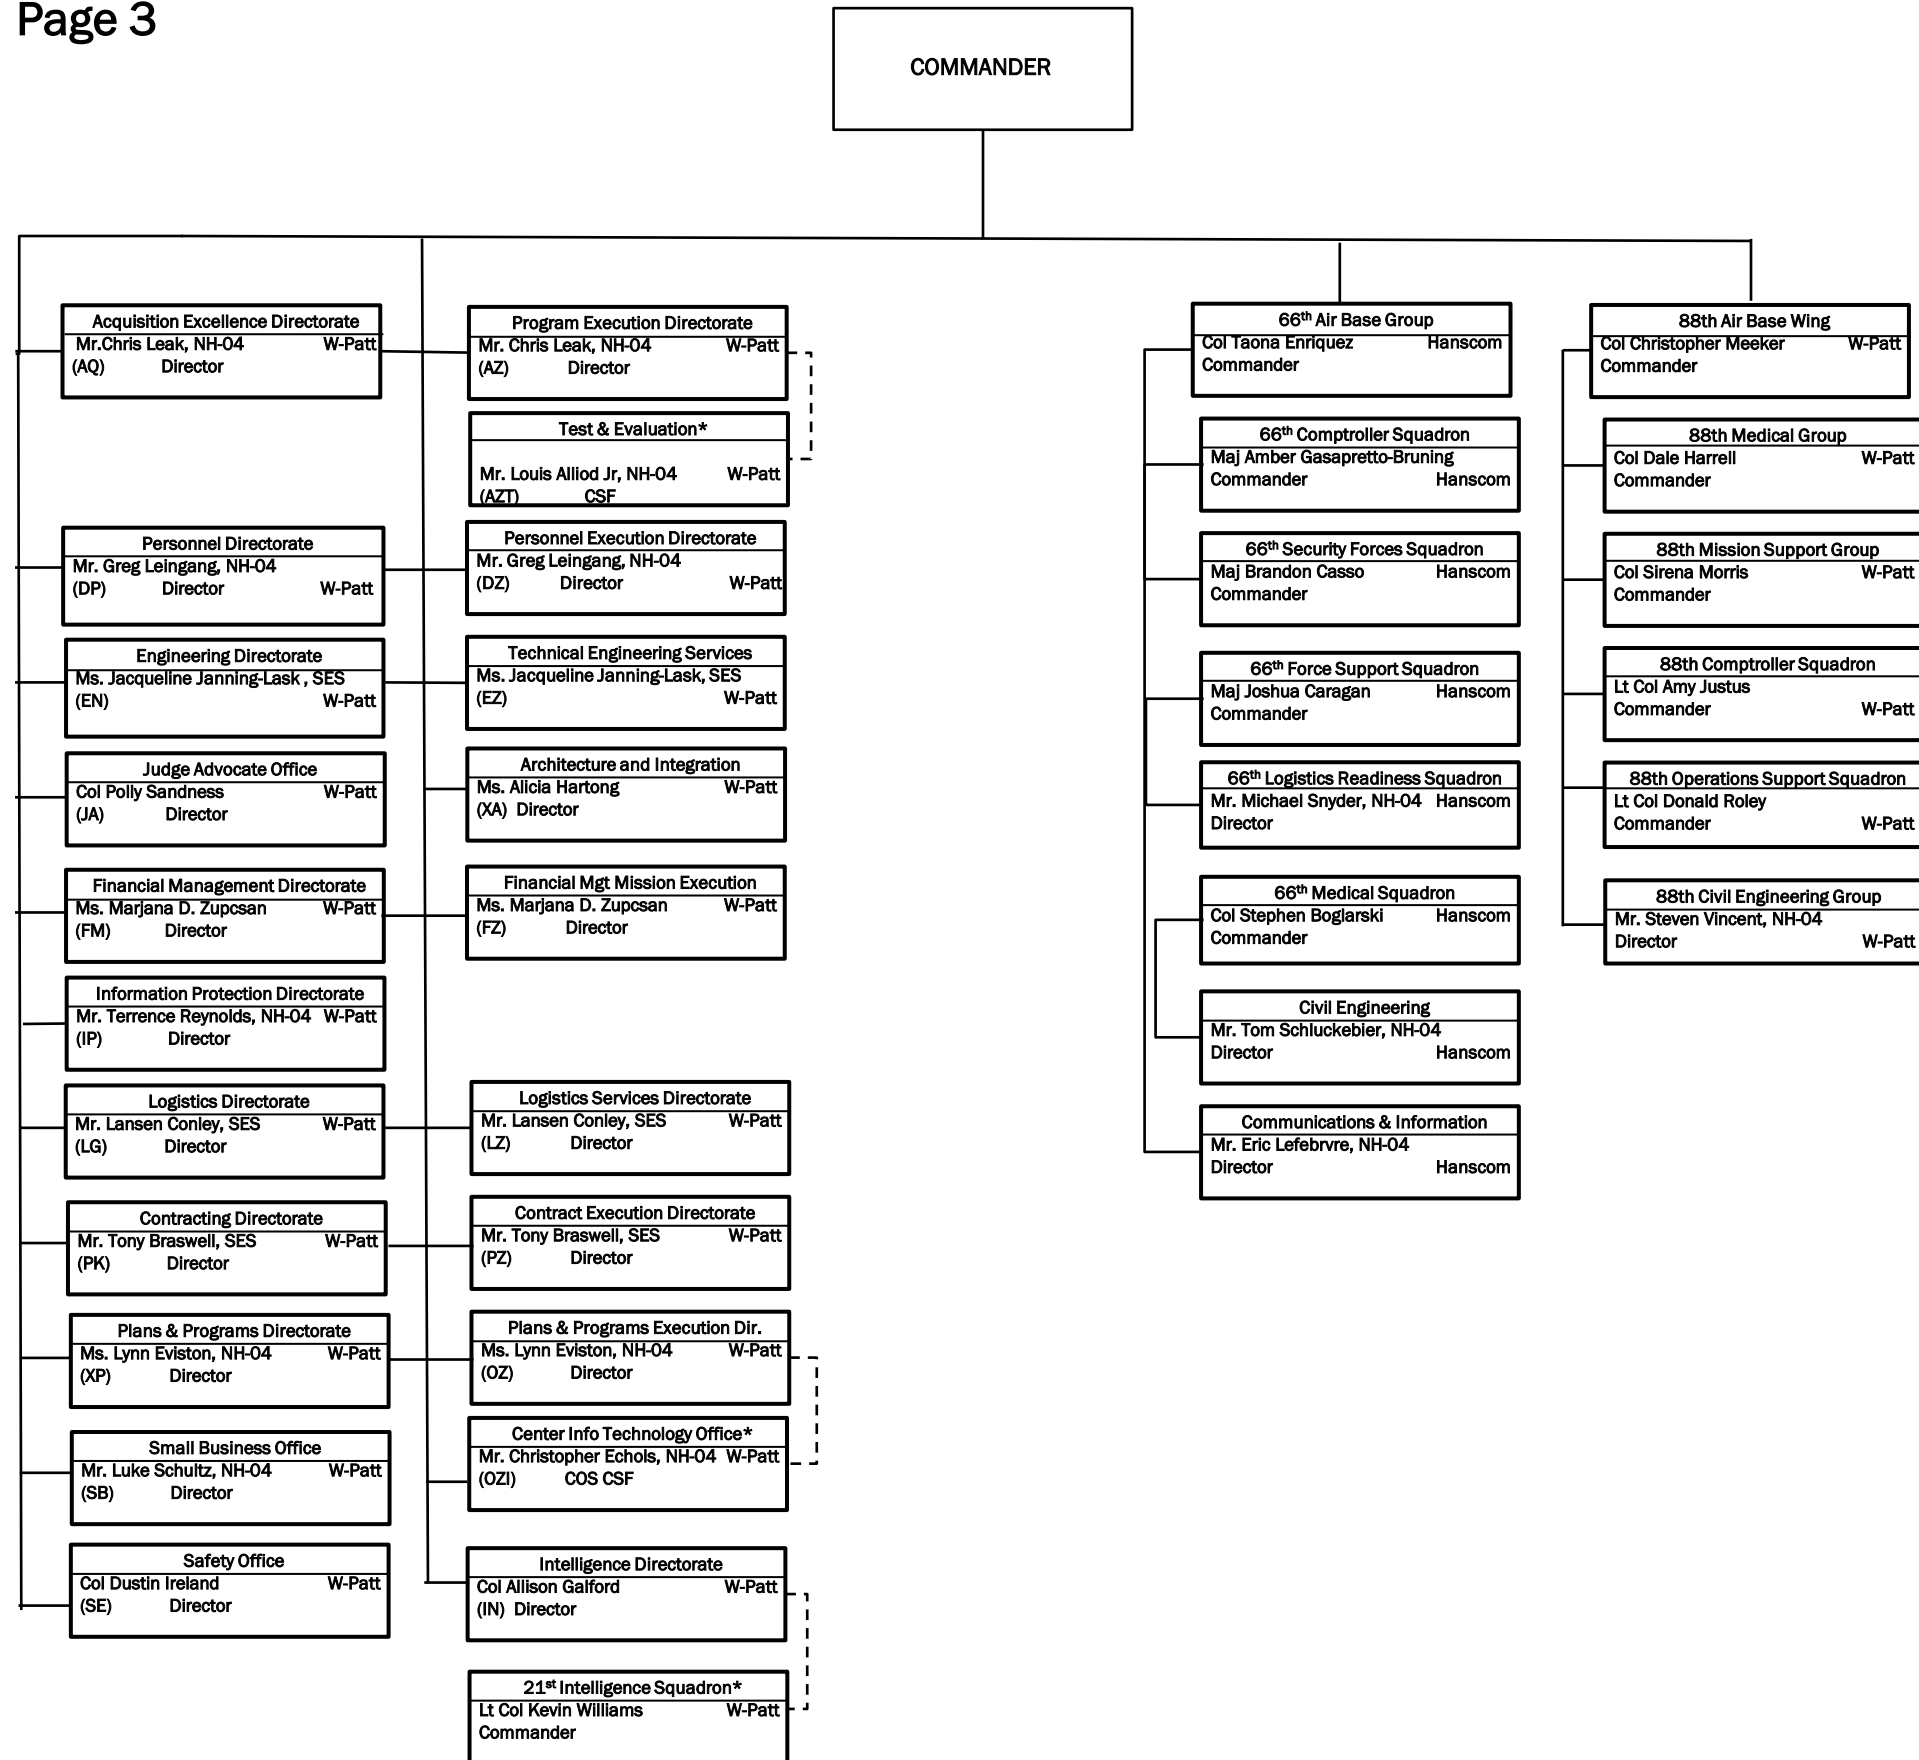 Page 3
COMMANDER
Acquisition Excellence Directorate
Mr.Chris Leak, NH-04 W-Patt
(AQ) Director
Personnel Directorate
Mr. Greg Leingang, NH-04
(DP) Director W-Patt
Engineering Directorate
Ms. Jacqueline Janning-Lask , SES
(EN) W-Patt
Judge Advocate Office
Col Polly Sandness W-Patt
(JA) Director
Financial Management Directorate
Ms. Marjana D. Zupcsan W-Patt
(FM) Director
Information Protection Directorate
Mr. Terrence Reynolds, NH-04 W-Patt
(IP) Director
Logistics Directorate
Mr. Lansen Conley, SES W-Patt
(LG) Director
Contracting Directorate
Mr. Tony Braswell, SES W-Patt
(PK) Director
Plans & Programs Directorate
Ms. Lynn Eviston, NH-04 W-Patt
(XP) Director
Small Business Office
Mr. Luke Schultz, NH-04 W-Patt
(SB) Director
Safety Office
Col Dustin Ireland W-Patt
(SE) Director
Program Execution Directorate
Mr. Chris Leak, NH-04 W-Patt
(AZ) Director
Test & Evaluation*
Mr. Louis Alliod Jr, NH-04 W-Patt
(AZT) CSF
Personnel Execution Directorate
Mr. Greg Leingang, NH-04
(DZ) Director W-Patt
Technical Engineering Services
Ms. Jacqueline Janning-Lask, SES
(EZ) W-Patt
Architecture and Integration
Ms. Alicia Hartong W-Patt
(XA) Director
Financial Mgt Mission Execution
Ms. Marjana D. Zupcsan W-Patt
(FZ) Director
Logistics Services Directorate
Mr. Lansen Conley, SES W-Patt
(LZ) Director
Contract Execution Directorate
Mr. Tony Braswell, SES W-Patt
(PZ) Director
Plans & Programs Execution Dir.
Ms. Lynn Eviston, NH-04 W-Patt
(OZ) Director
Center Info Technology Office*
Mr. Christopher Echols, NH-04 W-Patt
(OZI) COS CSF
Intelligence Directorate
Col Allison Galford W-Patt
(IN) Director
21st Intelligence Squadron*
Lt Col Kevin Williams W-Patt
Commander
66th Air Base Group
Col Taona Enriquez Hanscom
Commander
66th Comptroller Squadron
Maj Amber Gasapretto-Bruning
Commander Hanscom
66th Security Forces Squadron
Maj Brandon Casso Hanscom
Commander
66th Force Support Squadron
Maj Joshua Caragan Hanscom
Commander
66th Logistics Readiness Squadron
Mr. Michael Snyder, NH-04 Hanscom
Director
66th Medical Squadron
Col Stephen Boglarski Hanscom
Commander
Civil Engineering
Mr. Tom Schluckebier, NH-04
Director Hanscom
Communications & Information
Mr. Eric Lefebrvre, NH-04
Director Hanscom
88th Air Base Wing
Col Christopher Meeker W-Patt
Commander
88th Medical Group
Col Dale Harrell W-Patt
Commander
88th Mission Support Group
Col Sirena Morris W-Patt
Commander
88th Comptroller Squadron
Lt Col Amy Justus
Commander W-Patt
88th Operations Support Squadron
Lt Col Donald Roley
Commander W-Patt
88th Civil Engineering Group
Mr. Steven Vincent, NH-04
Director W-Patt